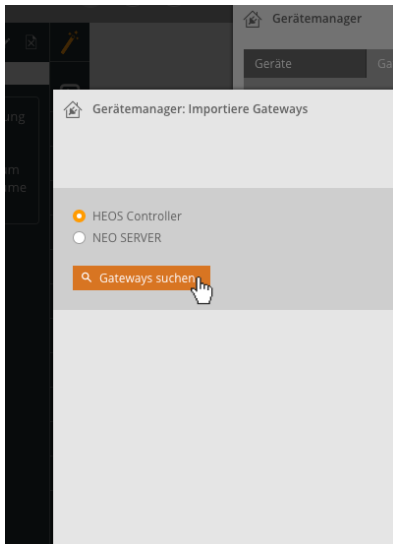 Gerätemanager
Geräte
Gerätemanager: Importiere Gateways
HEOS Controller
NEO SERVER
Gateways suchen